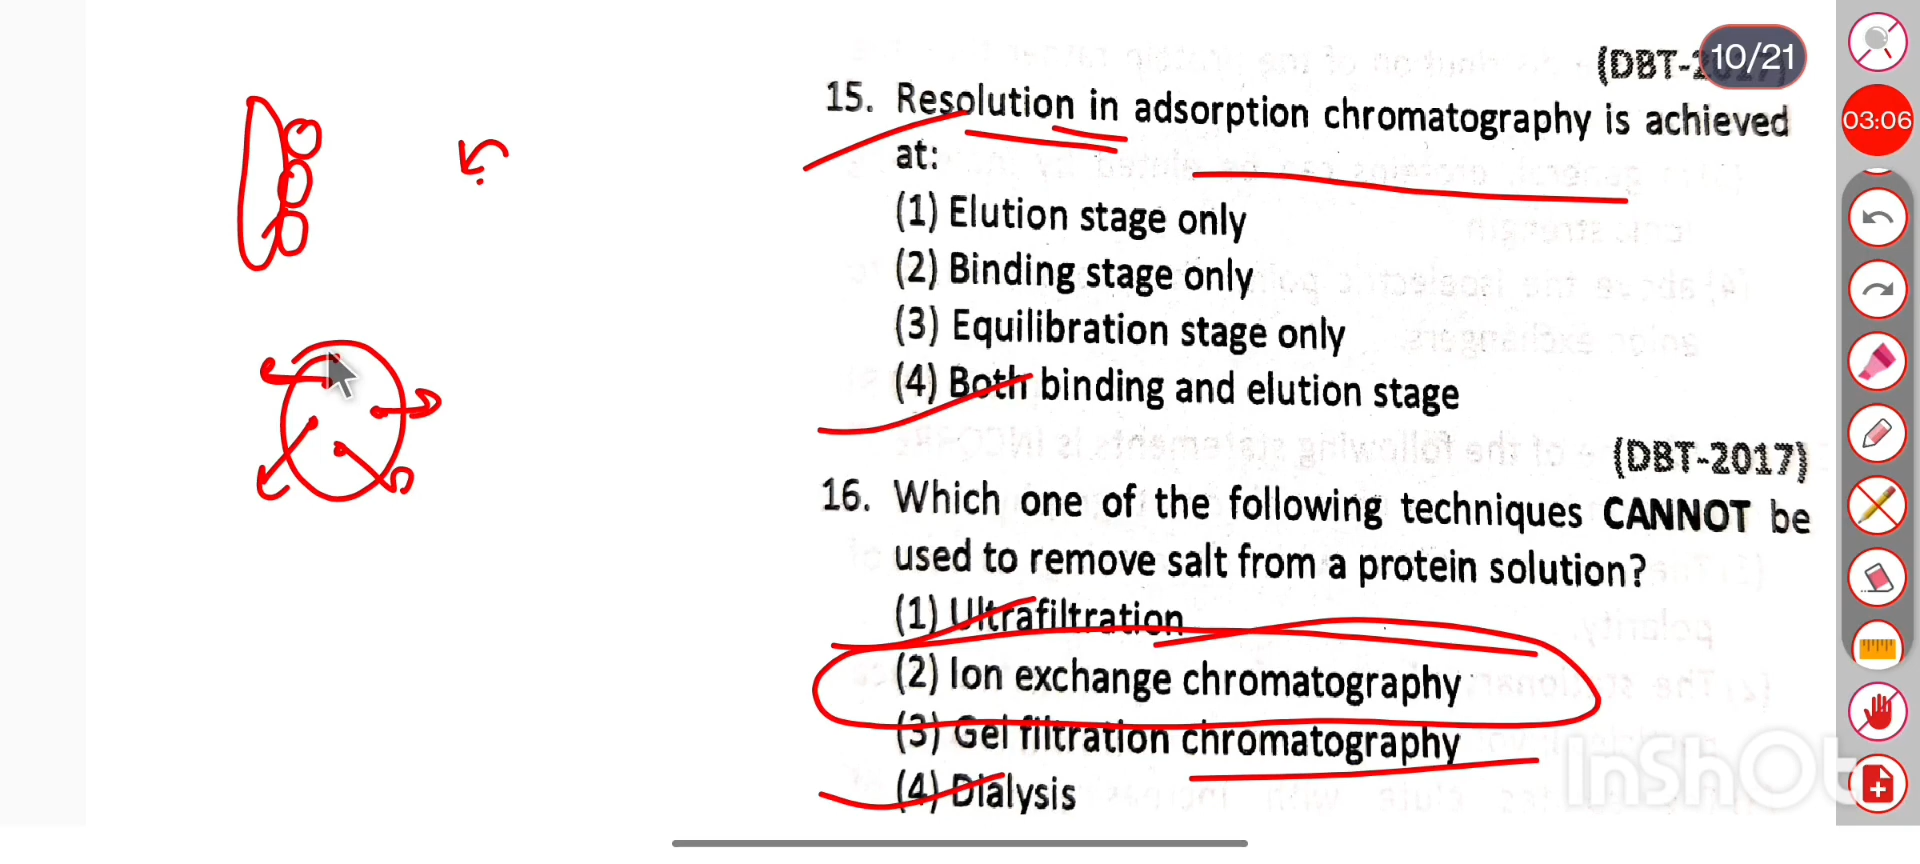 (DBT-2017)
10/21
15. Resolution in adsorption chromatography is achieved
03:06
at:
(1) Elution stage only
(2) Binding stage only
(3) Equilibration stage only
(4) Both binding and elution stage
(DBT-2017)
16. Which one of the following techniques CANNOT be
used to remove salt from a protein solution?
(1) Ultrafiltration
(2) Ion exchange chromatography
(3) Gel filtration chromatography
(4) Dialysis
InShOt